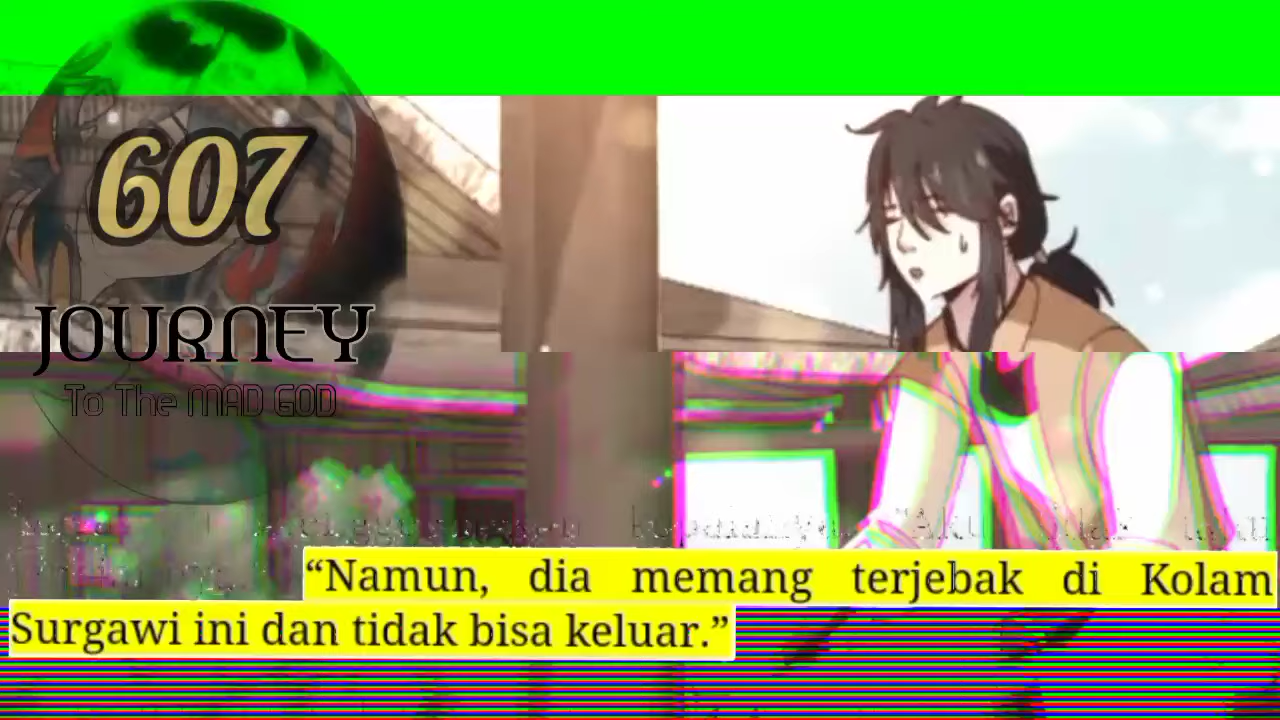 607
JOURNEY
To The MAD GOD
“Namun, dia memang terjebak di Kolam
Surgawi ini dan tidak bisa keluar.”